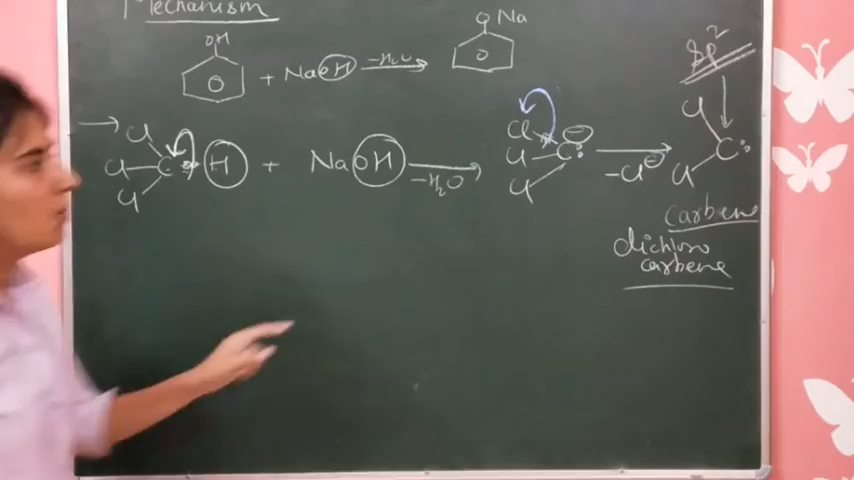 Mechanism
OH
+ NaOH -H₂O →
O Na
→ Cl Cl Cl C : H + NaOH -H₂O →
Cl Cl Cl C : ⊖ -Cl⊖ →
sp²
Cl Cl C :
Carbene
dichloro
carbene